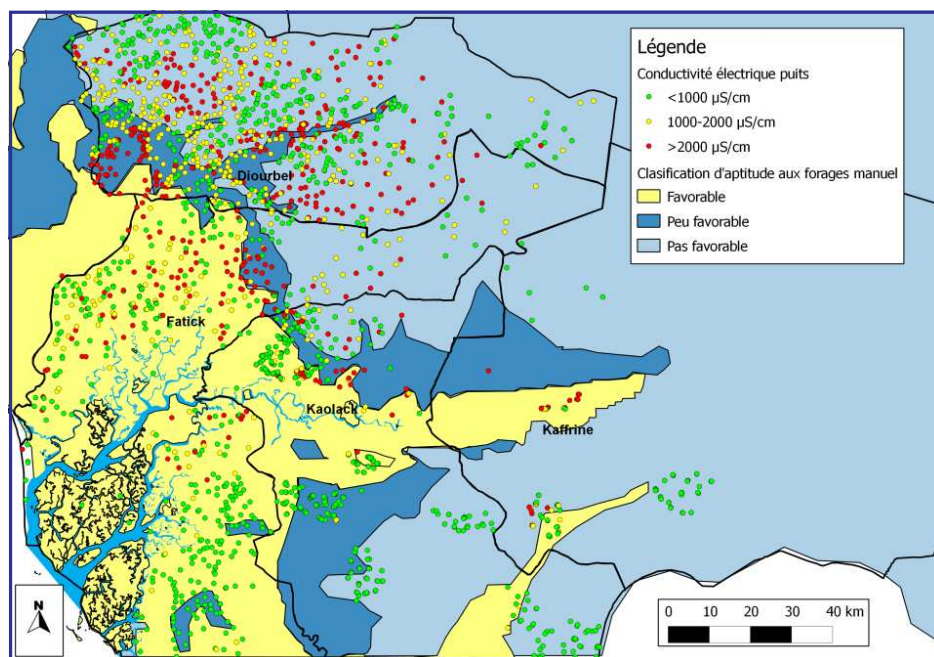 Légende
Conductivité électrique puits
<1000 µS/cm
1000-2000 µS/cm
>2000 µS/cm
Clasification d'aptitude aux forages manuel
Favorable
Peu favorable
Pas favorable
Diourbel
Fatick
Kaolack
Kaffrine
N
0 10 20 30 40 km